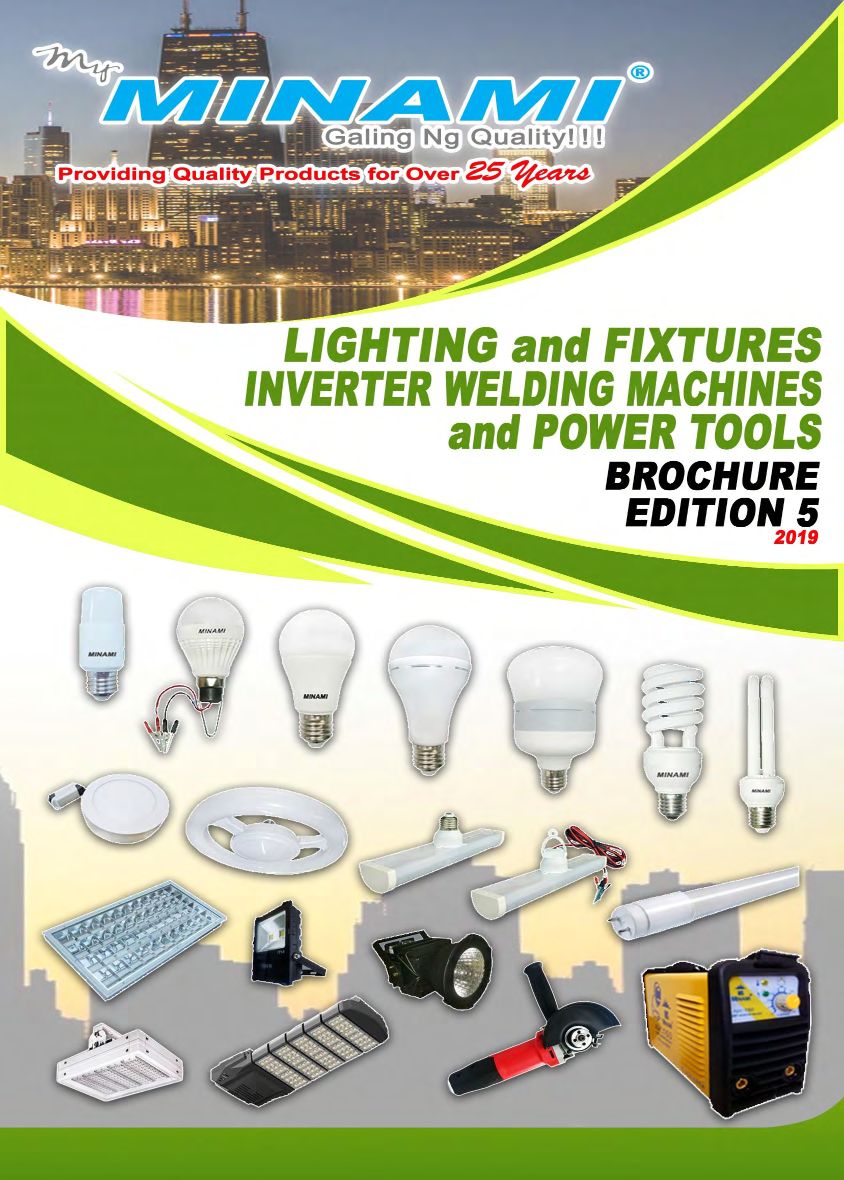 My
MINAMI®
Galing Ng Quality!!!
Providing Quality Products for Over 25 Years
LIGHTING and FIXTURES
INVERTER WELDING MACHINES
and POWER TOOLS
BROCHURE
EDITION 5
2019
MINAMI
MINAMI
MINAMI
MINAMI
MINAMI